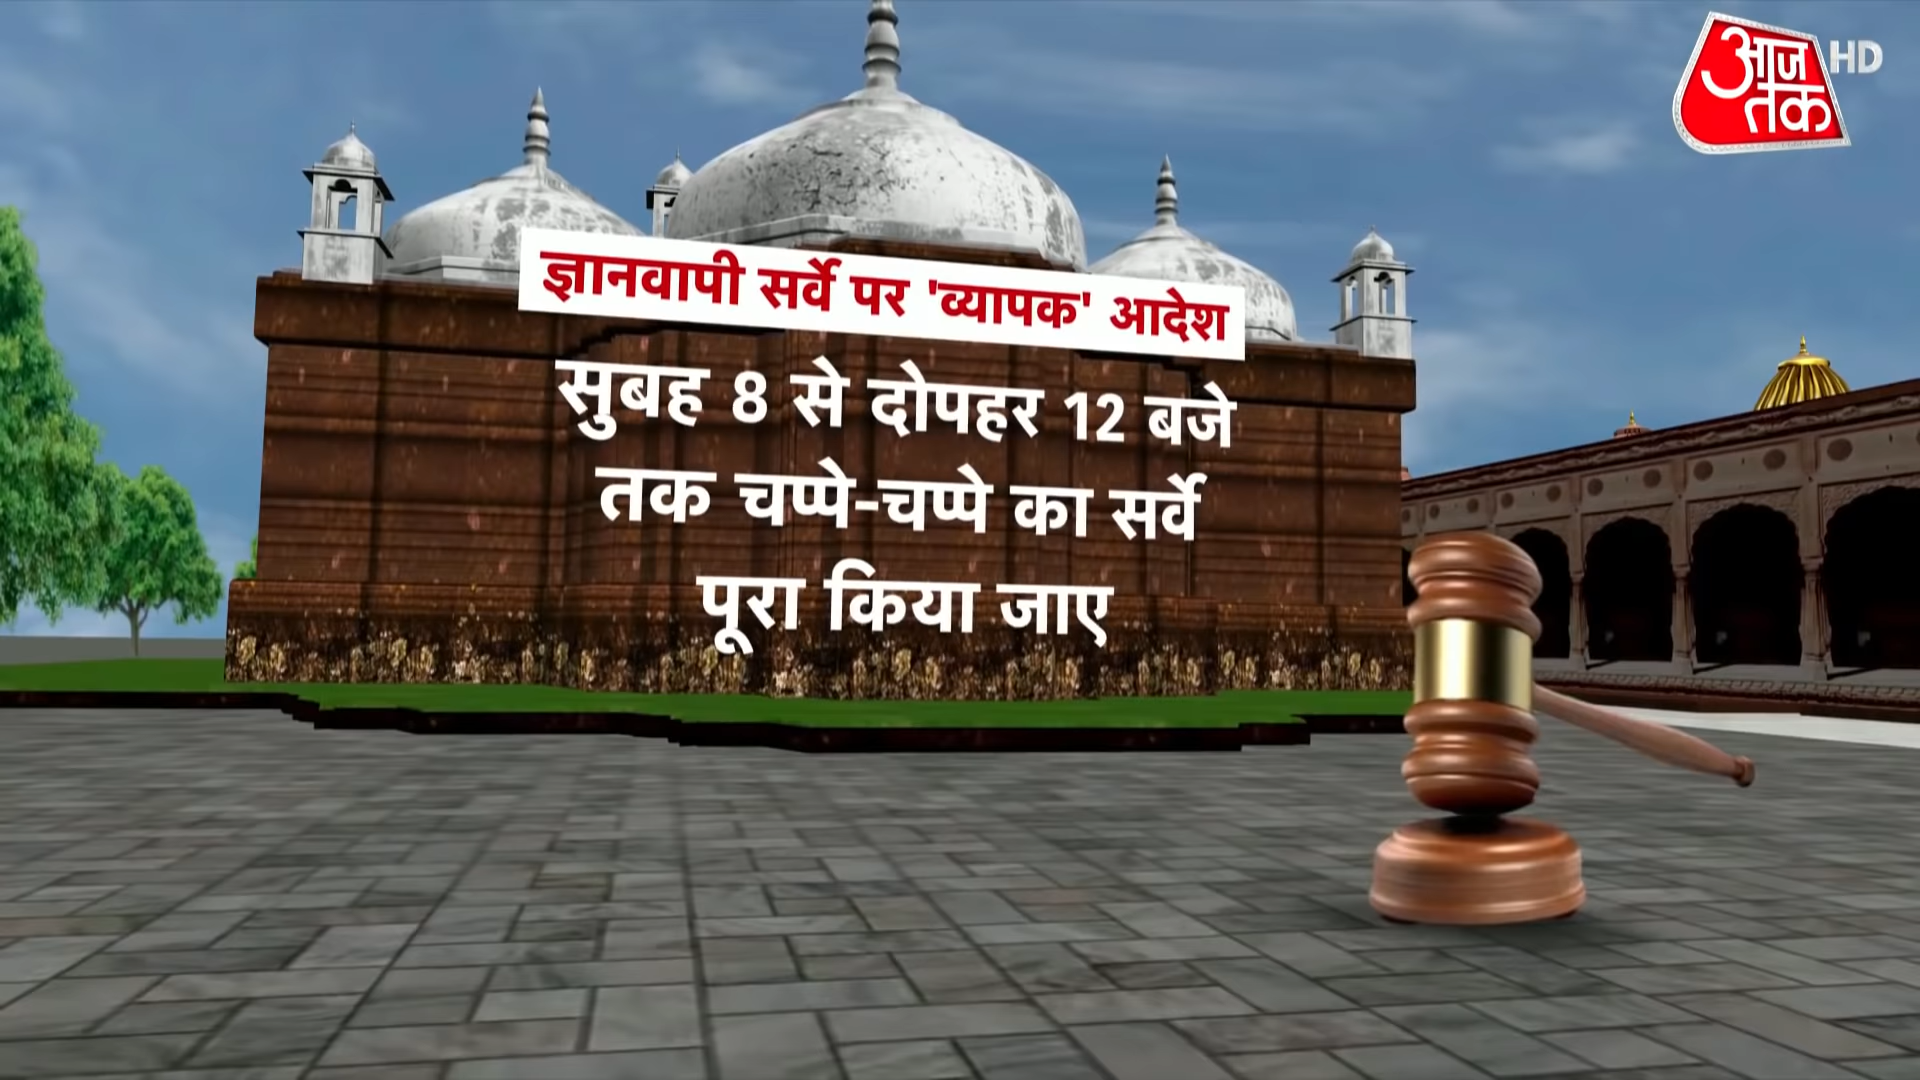 आज तक HD
ज्ञानवापी सर्वे पर 'व्यापक' आदेश
सुबह 8 से दोपहर 12 बजे
तक चप्पे-चप्पे का सर्वे
पूरा किया जाए